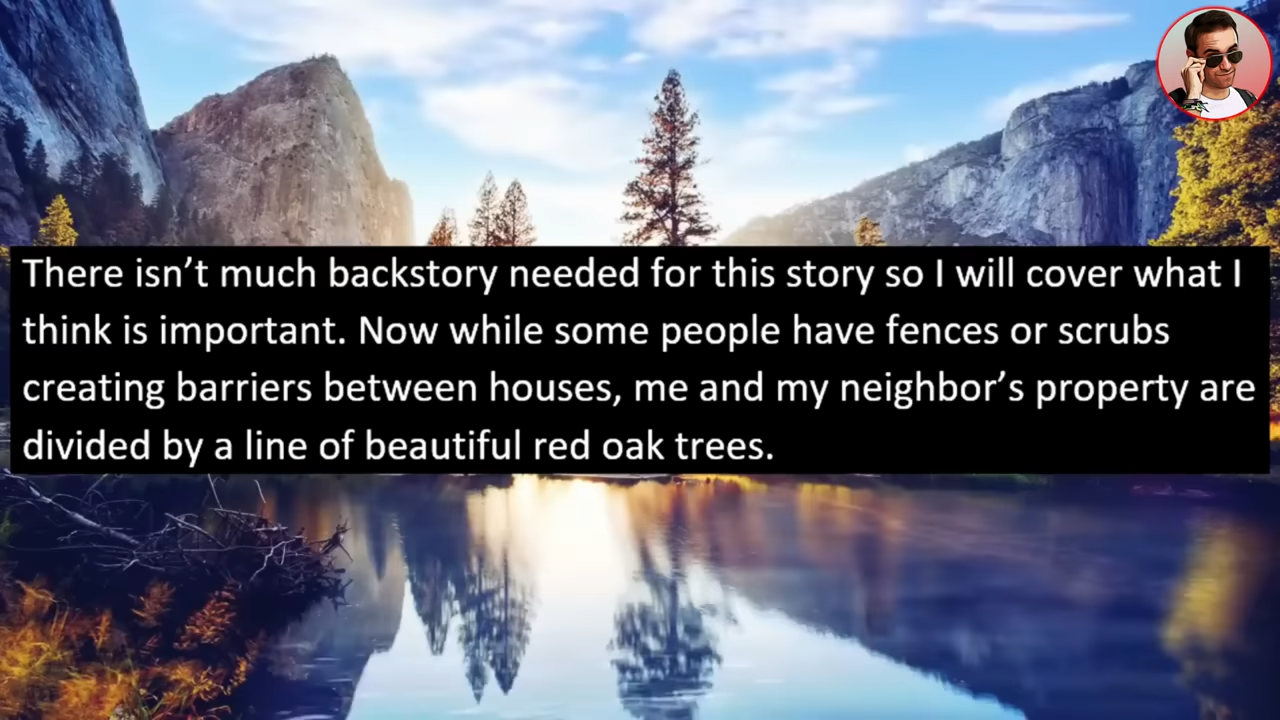 There isn’t much backstory needed for this story so I will cover what I
think is important. Now while some people have fences or scrubs
creating barriers between houses, me and my neighbor’s property are
divided by a line of beautiful red oak trees.